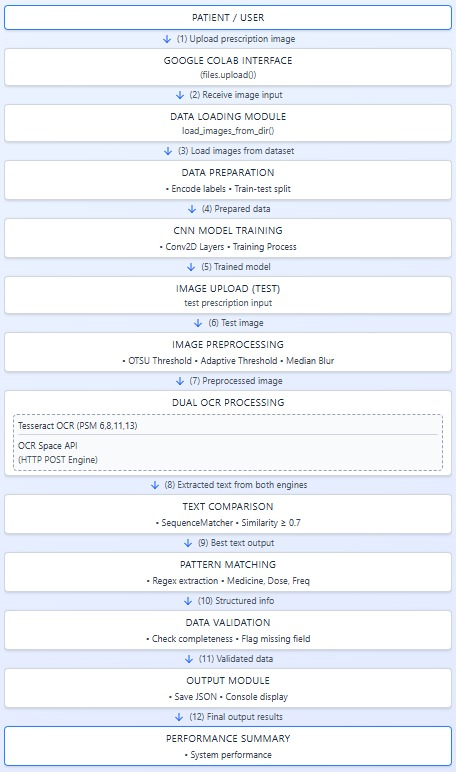 PATIENT / USER
↓ (1) Upload prescription image
GOOGLE COLAB INTERFACE
(files.upload())
↓ (2) Receive image input
DATA LOADING MODULE
load_images_from_dir()
↓ (3) Load images from dataset
DATA PREPARATION
• Encode labels • Train-test split
↓ (4) Prepared data
CNN MODEL TRAINING
• Conv2D Layers • Training Process
↓ (5) Trained model
IMAGE UPLOAD (TEST)
test prescription input
↓ (6) Test image
IMAGE PREPROCESSING
• OTSU Threshold • Adaptive Threshold • Median Blur
↓ (7) Preprocessed image
DUAL OCR PROCESSING
Tesseract OCR (PSM 6,8,11,13)
OCR Space API
(HTTP POST Engine)
↓ (8) Extracted text from both engines
TEXT COMPARISON
• SequenceMatcher • Similarity ≥ 0.7
↓ (9) Best text output
PATTERN MATCHING
• Regex extraction • Medicine, Dose, Freq
↓ (10) Structured info
DATA VALIDATION
• Check completeness • Flag missing field
↓ (11) Validated data
OUTPUT MODULE
• Save JSON • Console display
↓ (12) Final output results
PERFORMANCE SUMMARY
• System performance